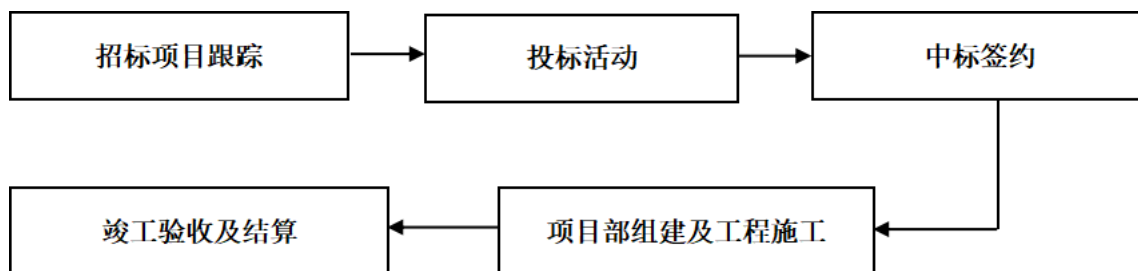 招标项目跟踪
投标活动
中标签约
项目部组建及工程施工
竣工验收及结算